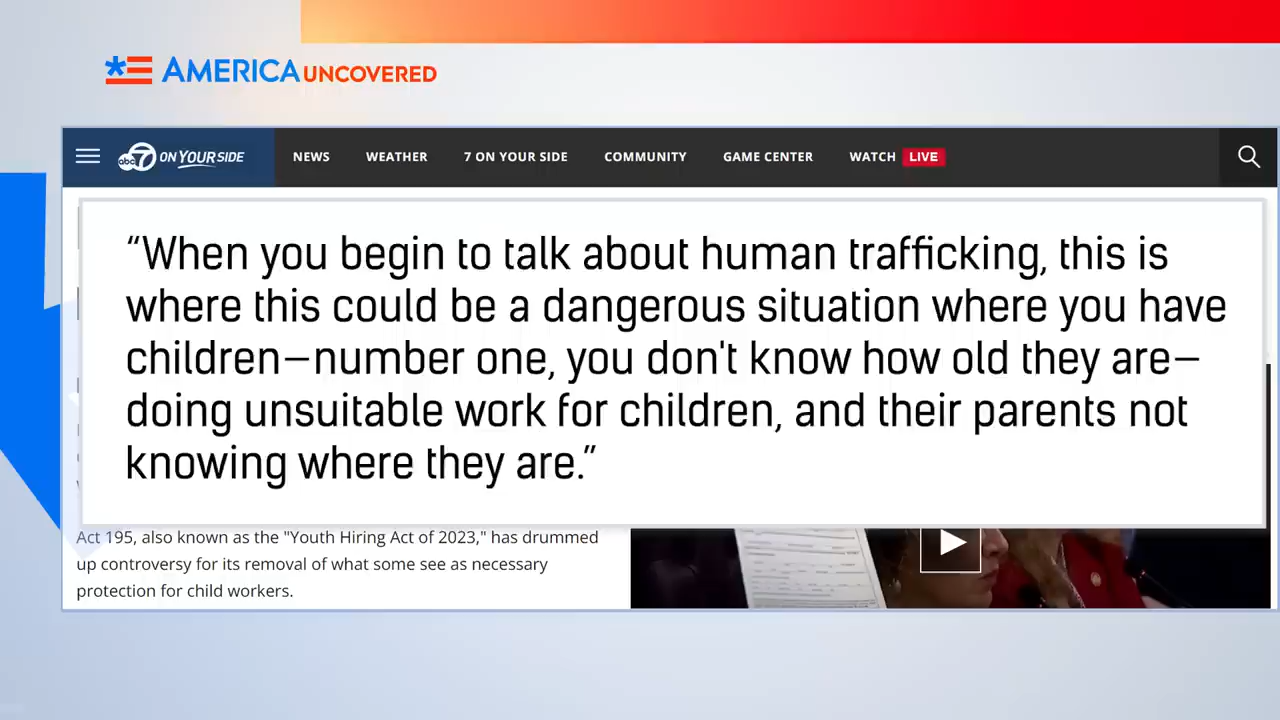 AMERICA UNCOVERED
abc 7 ON YOUR SIDE NEWS WEATHER 7 ON YOUR SIDE COMMUNITY GAME CENTER WATCH LIVE
“When you begin to talk about human trafficking, this is
where this could be a dangerous situation where you have
children—number one, you don't know how old they are—
doing unsuitable work for children, and their parents not
knowing where they are.”
Act 195, also known as the "Youth Hiring Act of 2023," has drummed
up controversy for its removal of what some see as necessary
protection for child workers.